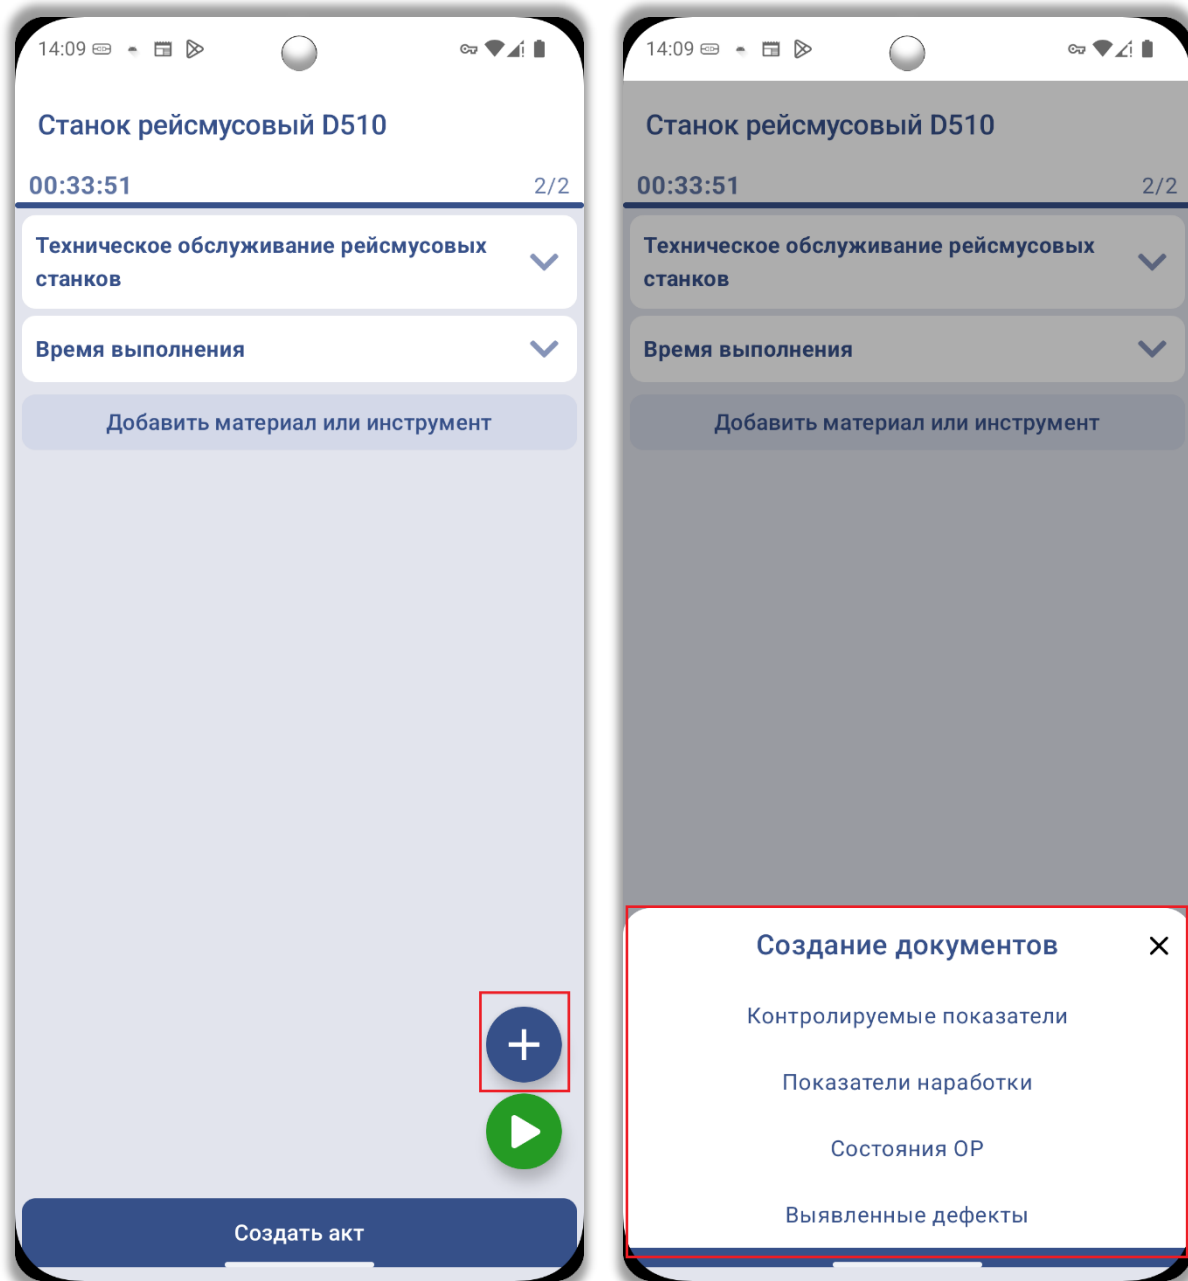 14:09
Станок рейсмусовый D510
00:33:51 2/2
Техническое обслуживание рейсмусовых
станков
Время выполнения
Добавить материал или инструмент
Создать акт
14:09
Станок рейсмусовый D510
00:33:51 2/2
Техническое обслуживание рейсмусовых
станков
Время выполнения
Добавить материал или инструмент
Создание документов
Контролируемые показатели
Показатели наработки
Состояния ОР
Выявленные дефекты